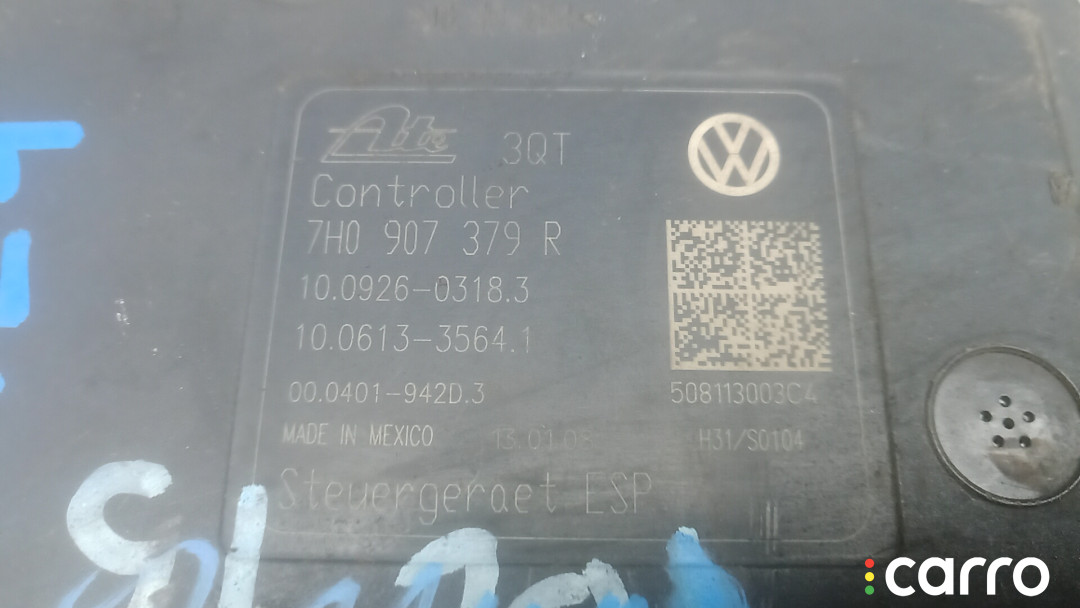 Ate 3QT
Controller
7H0 907 379 R
10.0926-0318.3
10.0613-3564.1
00.0401-942D.3 508113003C4
MADE IN MEXICO H31/S0104
Steuergeraet ESP
carro